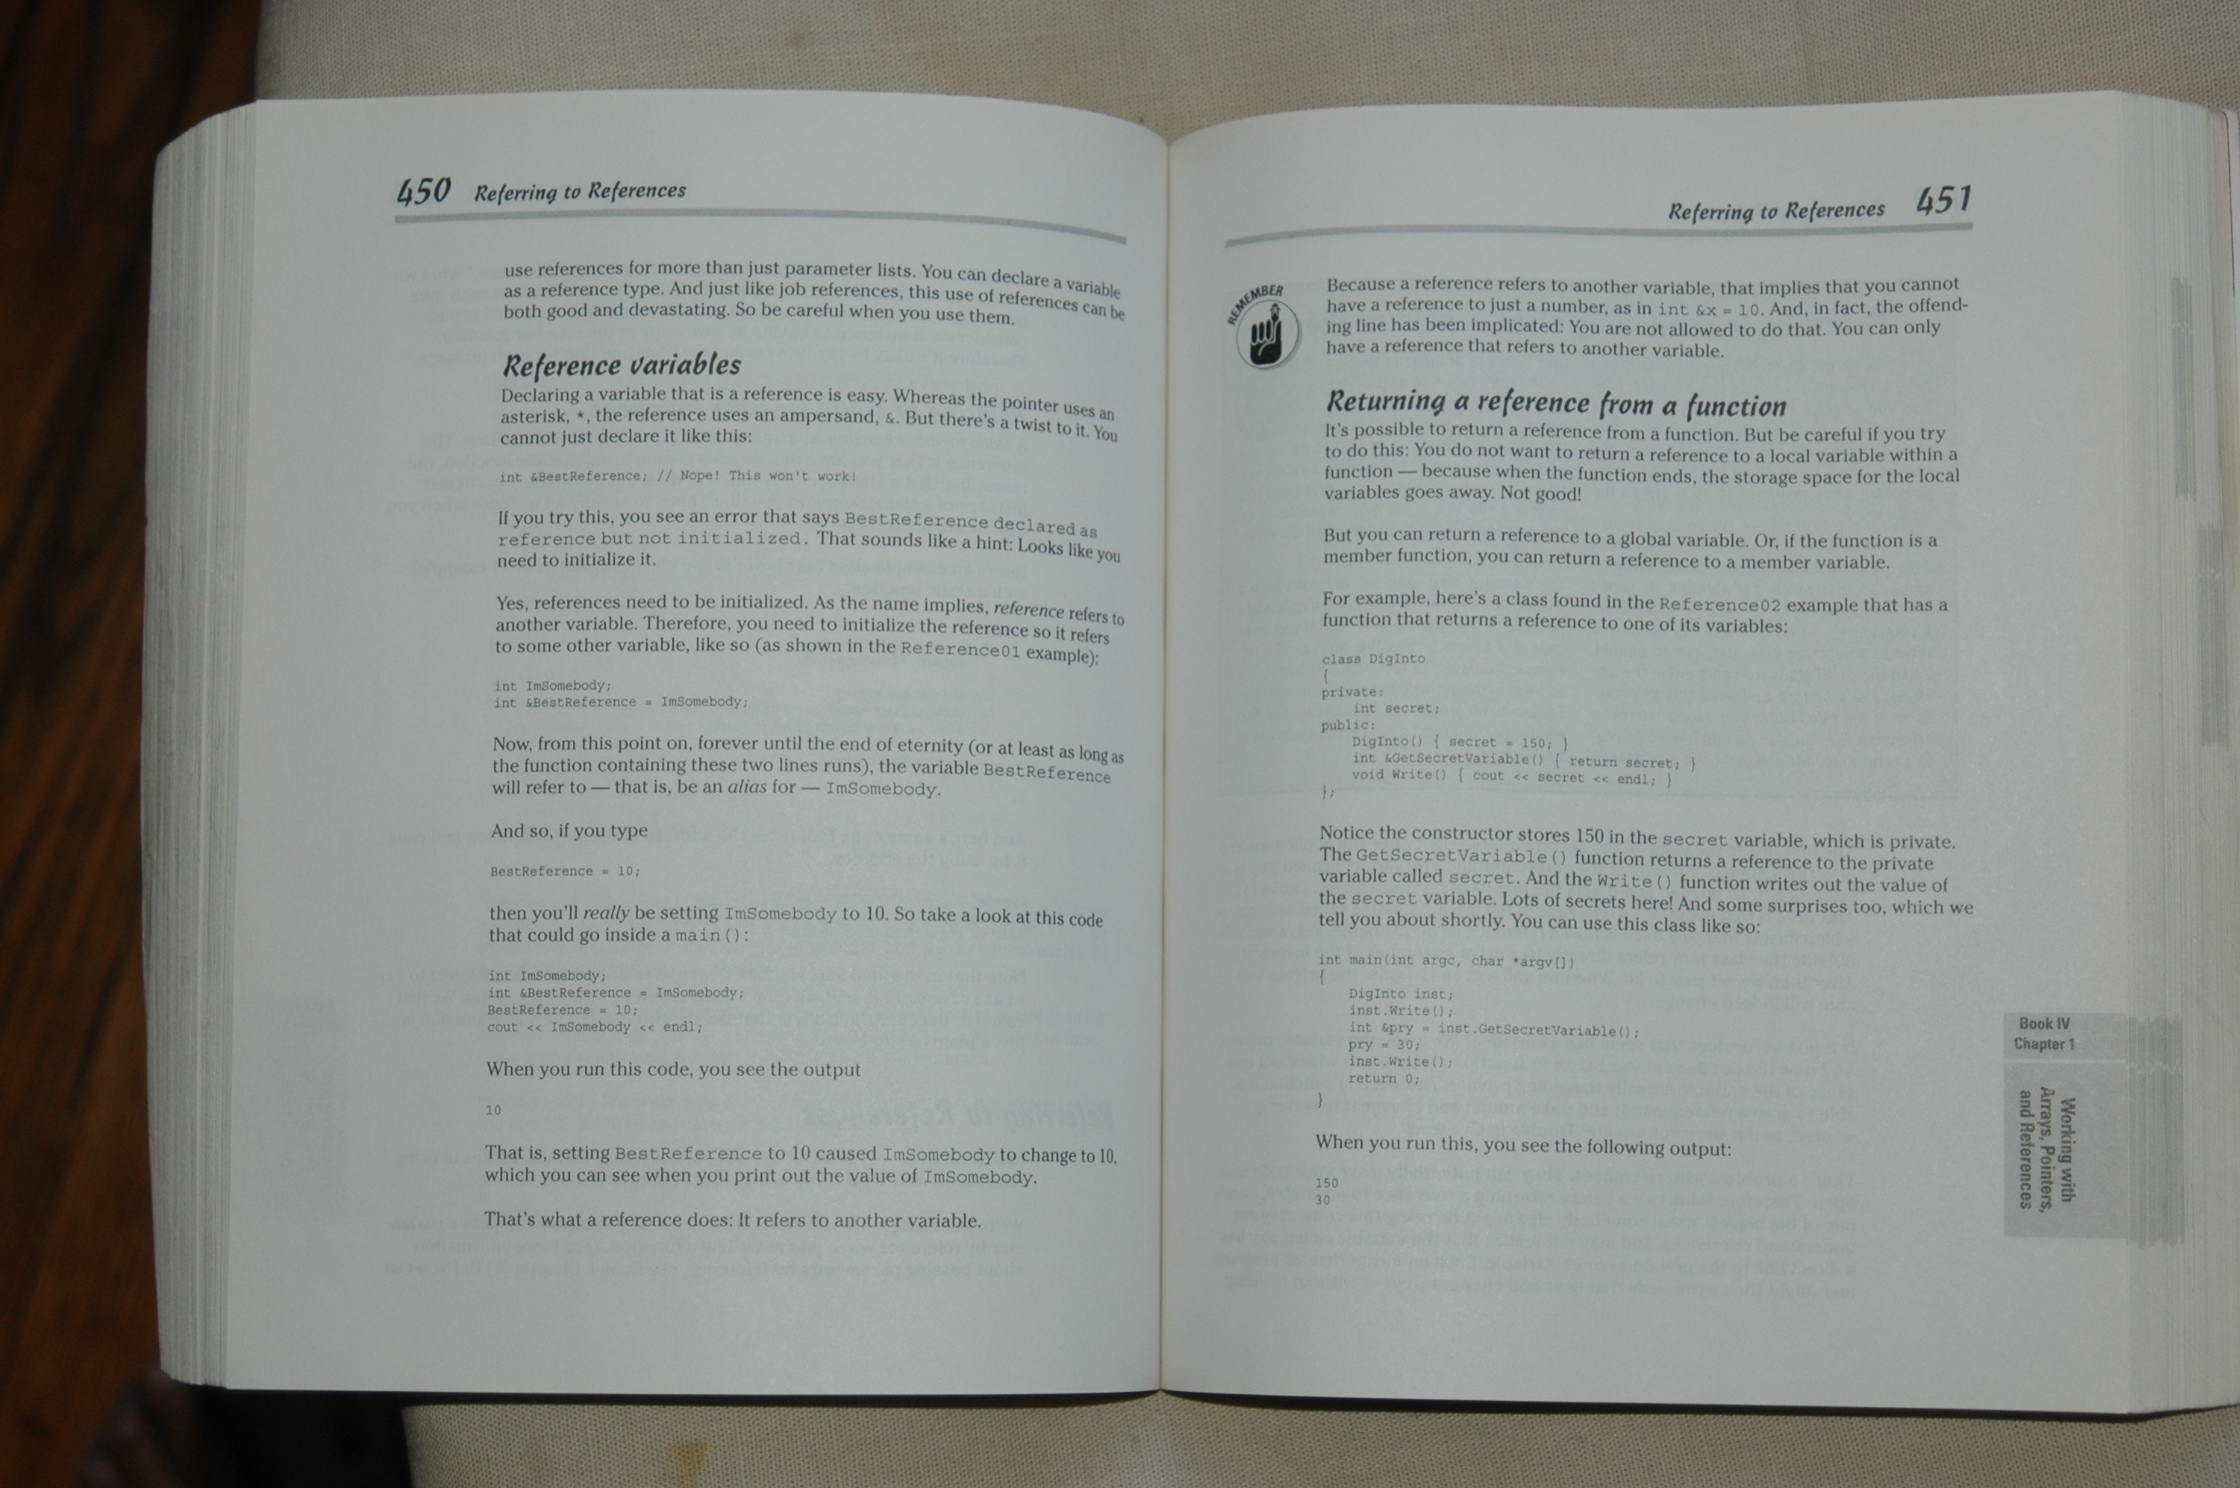 450 Referring to References
use references for more than just parameter lists. You can declare a variable
as a reference type. And just like job references, this use of references can be
both good and devastating. So be careful when you use them.
Reference variables
Declaring a variable that is a reference is easy. Whereas the pointer uses an
asterisk, *, the reference uses an ampersand, &. But there's a twist to it. You
cannot just declare it like this:
int &BestReference; // Nope! This won't work!
If you try this, you see an error that says BestReference declared as
reference but not initialized. That sounds like a hint: Looks like you
need to initialize it.
Yes, references need to be initialized. As the name implies, reference refers to
another variable. Therefore, you need to initialize the reference so it refers
to some other variable, like so (as shown in the Reference01 example):
int ImSomebody;
int &BestReference = ImSomebody;
Now, from this point on, forever until the end of eternity (or at least as long as
the function containing these two lines runs), the variable BestReference
will refer to — that is, be an alias for — ImSomebody.
And so, if you type
BestReference = 10;
then you'll really be setting ImSomebody to 10. So take a look at this code
that could go inside a main():
int ImSomebody;
int &BestReference = ImSomebody;
BestReference = 10;
cout << ImSomebody << endl;
When you run this code, you see the output
10
That is, setting BestReference to 10 caused ImSomebody to change to 10,
which you can see when you print out the value of ImSomebody.
That's what a reference does: It refers to another variable.
Referring to References 451
REMEMBER
Because a reference refers to another variable, that implies that you cannot
have a reference to just a number, as in int &x = 10. And, in fact, the offend-
ing line has been implicated: You are not allowed to do that. You can only
have a reference that refers to another variable.
Returning a reference from a function
It's possible to return a reference from a function. But be careful if you try
to do this: You do not want to return a reference to a local variable within a
function — because when the function ends, the storage space for the local
variables goes away. Not good!
But you can return a reference to a global variable. Or, if the function is a
member function, you can return a reference to a member variable.
For example, here's a class found in the Reference02 example that has a
function that returns a reference to one of its variables:
class DigInto
{
private:
int secret;
public:
DigInto() { secret = 150; }
int &GetSecretVariable() { return secret; }
void Write() { cout << secret << endl; }
};
Notice the constructor stores 150 in the secret variable, which is private.
The GetSecretVariable() function returns a reference to the private
variable called secret. And the Write() function writes out the value of
the secret variable. Lots of secrets here! And some surprises too, which we
tell you about shortly. You can use this class like so:
int main(int argc, char *argv[])
{
DigInto inst;
inst.Write();
int &pry = inst.GetSecretVariable();
pry = 30;
inst.Write();
return 0;
}
When you run this, you see the following output:
150
30
Book IV
Chapter 1
Working with
Arrays, Pointers,
and References